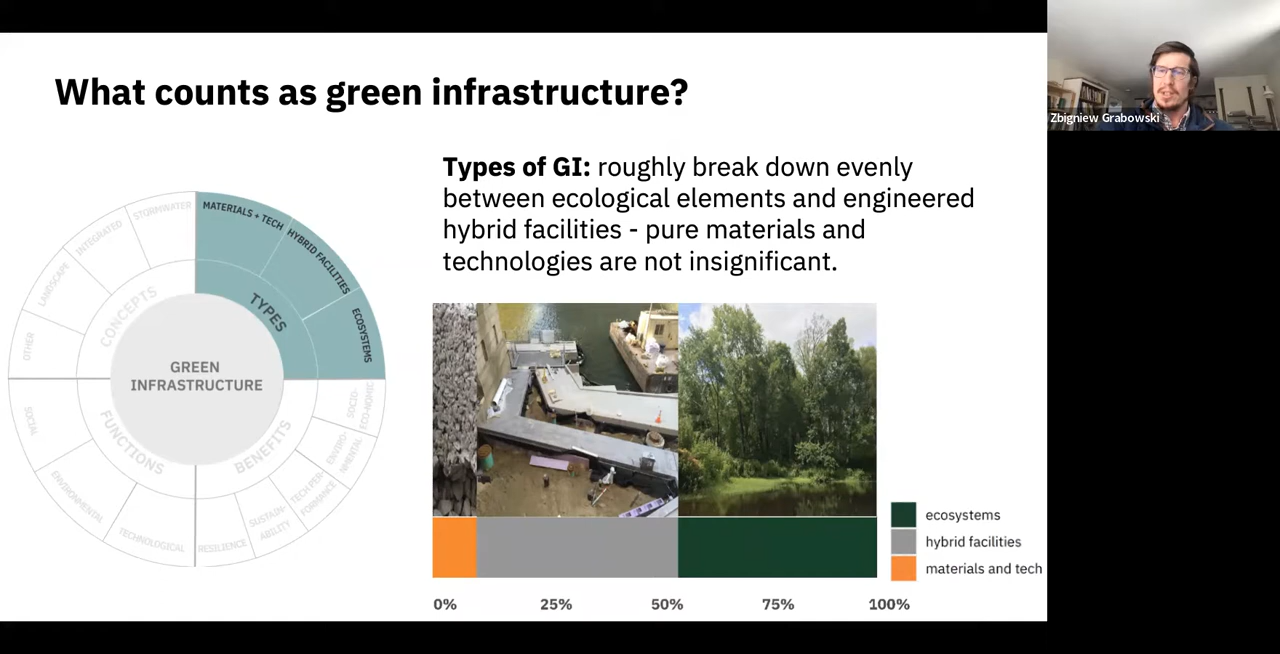 What counts as green infrastructure?
Zbigniew Grabowski
Types of GI: roughly break down evenly
between ecological elements and engineered
hybrid facilities - pure materials and
technologies are not insignificant.
STORMWATER
MATERIALS + TECH
INTEGRATED
HYBRID FACILITIES
LANDSCAPE
CONCEPTS
TYPES
OTHER
ECOSYSTEMS
GREEN
INFRASTRUCTURE
SOCIAL
FUNCTIONS
BENEFITS
SOCIO-
ECONOMIC
ENVIRO-
NMENTAL
ENVIRONMENTAL
TECH PER-
FORMANCE
SUSTAIN-
ABILITY
TECHNOLOGICAL
RESILIENCE
ecosystems
hybrid facilities
materials and tech
0%
25%
50%
75%
100%